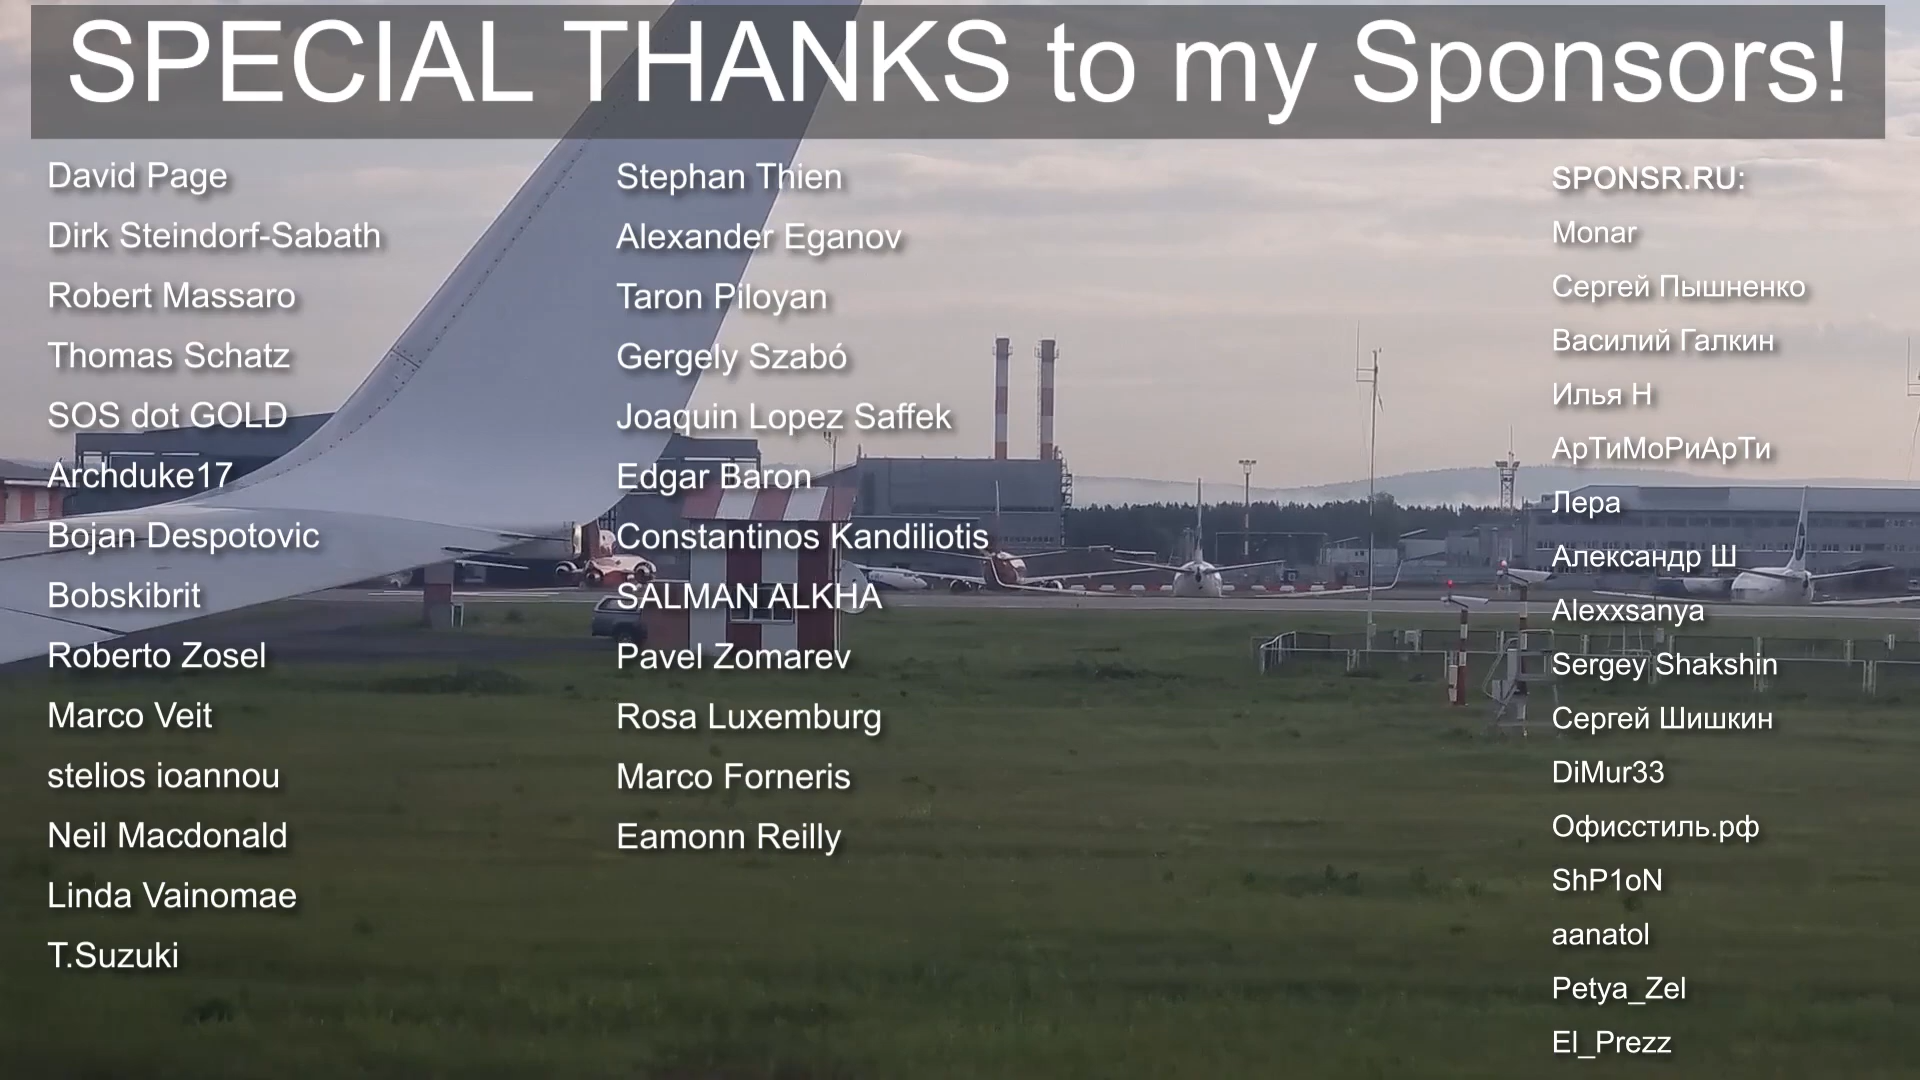 SPECIAL THANKS to my Sponsors!
David Page
Dirk Steindorf-Sabath
Robert Massaro
Thomas Schatz
SOS dot GOLD
Archduke17
Bojan Despotovic
Bobskibrit
Roberto Zosel
Marco Veit
stelios ioannou
Neil Macdonald
Linda Vainomae
T.Suzuki
Stephan Thien
Alexander Eganov
Taron Piloyan
Gergely Szabó
Joaquin Lopez Saffek
Edgar Baron
Constantinos Kandiliotis
SALMAN ALKHA
Pavel Zomarev
Rosa Luxemburg
Marco Forneris
Eamonn Reilly
SPONSR.RU:
Monar
Сергей Пышненко
Василий Галкин
Илья Н
АрТиМоРиАрТи
Лера
Александр Ш
Alexxsanya
Sergey Shakshin
Сергей Шишкин
DiMur33
Офисстиль.рф
ShP1oN
aanatol
Petya_Zel
El_Prezz